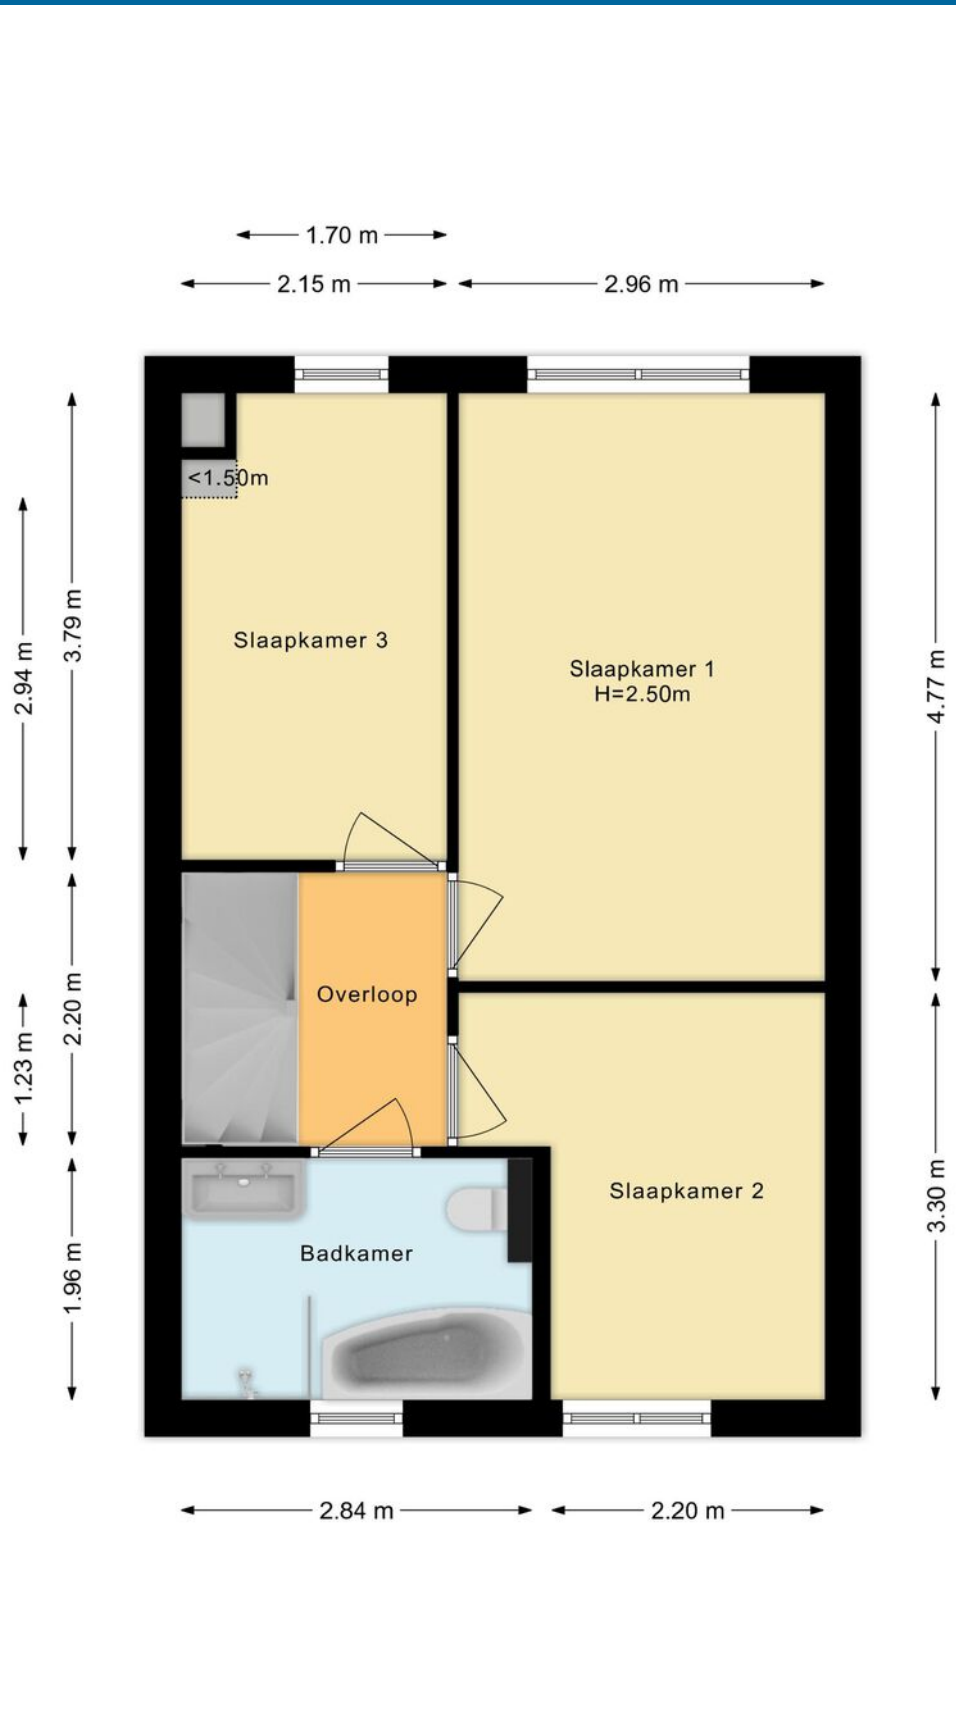 1.70 m
2.15 m
2.96 m
<1.50m
3.79 m
2.94 m
Slaapkamer 3
Slaapkamer 1
H=2.50m
4.77 m
2.20 m
1.23 m
Overloop
Slaapkamer 2
3.30 m
Badkamer
1.96 m
2.84 m
2.20 m